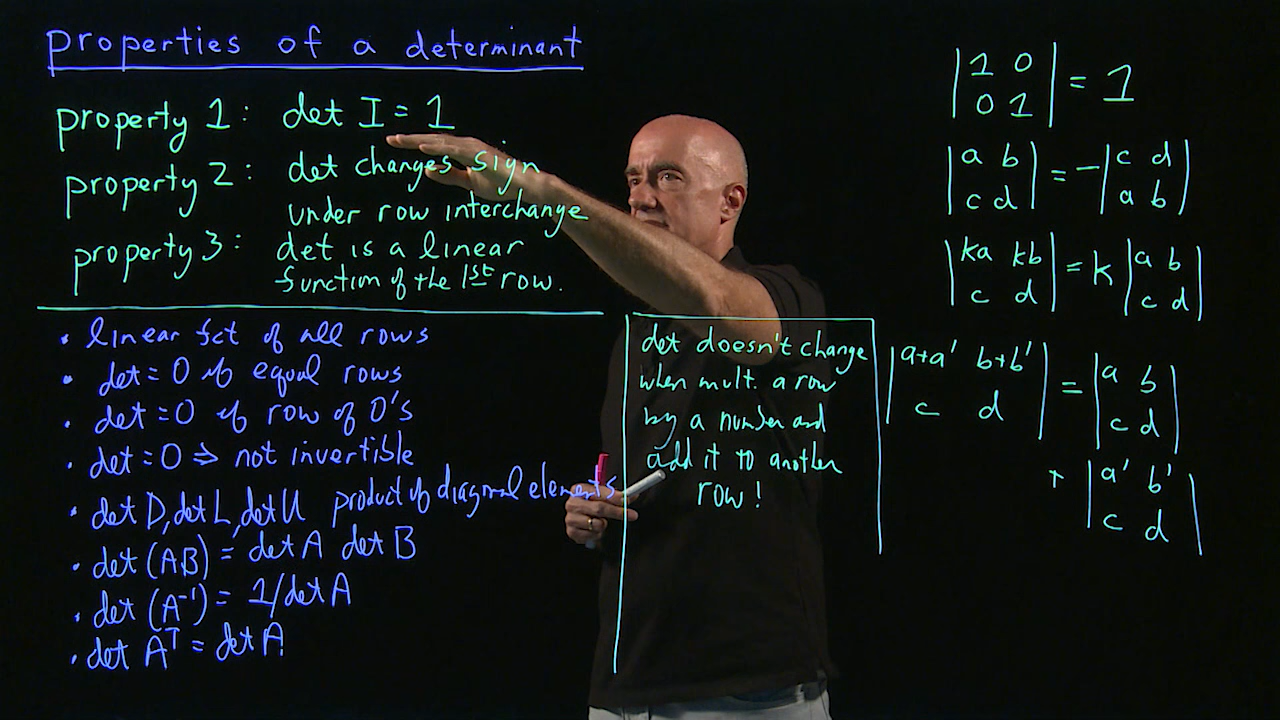 properties of a determinant
property 1: det I = 1
property 2: det changes sign
under row interchange
property 3: det is a linear
function of the 1st row.
• linear fct of all rows
• det = 0 if equal rows
• det = 0 if row of 0's
• det = 0 ⇒ not invertible
• det D, det L, det U product of diagonal elements
• det (AB) = det A det B
• det (A⁻¹) = 1/det A
• det Aᵀ = det A
det doesn't change
when mult. a row
by a number and
add it to another
row!
|1 0|
|0 1| = 1
|a b| = -|c d|
|c d| |a b|
|ka kb| = k |a b|
|c d| |c d|
|a+a' b+b'| = |a b|
|c d| |c d|
+ |a' b'|
|c d|